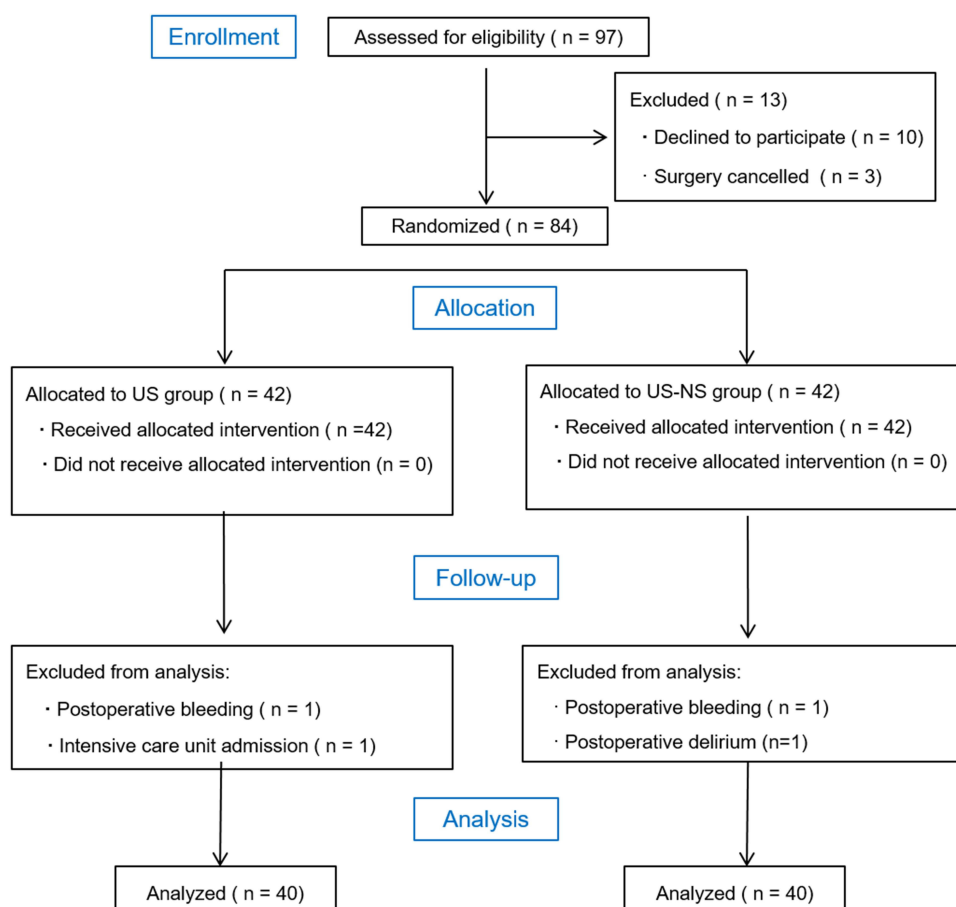 Enrollment
Assessed for eligibility ( n = 97)
Excluded ( n = 13)
・Declined to participate ( n = 10)
· Surgery cancelled ( n = 3)
Randomized ( n = 84)
Allocation
Allocated to US group ( n = 42)
・Received allocated intervention ( n =42)
・Did not receive allocated intervention (n = 0)
Allocated to US-NS group ( n = 42)
・Received allocated intervention ( n = 42)
・Did not receive allocated intervention (n = 0)
Follow-up
Excluded from analysis:
・Postoperative bleeding ( n = 1)
・Intensive care unit admission ( n = 1)
Excluded from analysis:
· Postoperative bleeding ( n = 1)
· Postoperative delirium (n=1)
Analysis
Analyzed ( n = 40)
Analyzed ( n = 40)